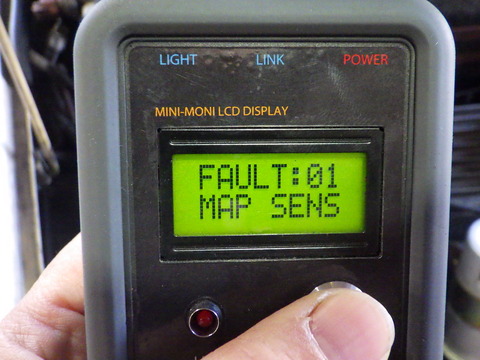 LIGHT LINK POWER
MINI-MONI LCD DISPLAY
FAULT:01
MAP SENS